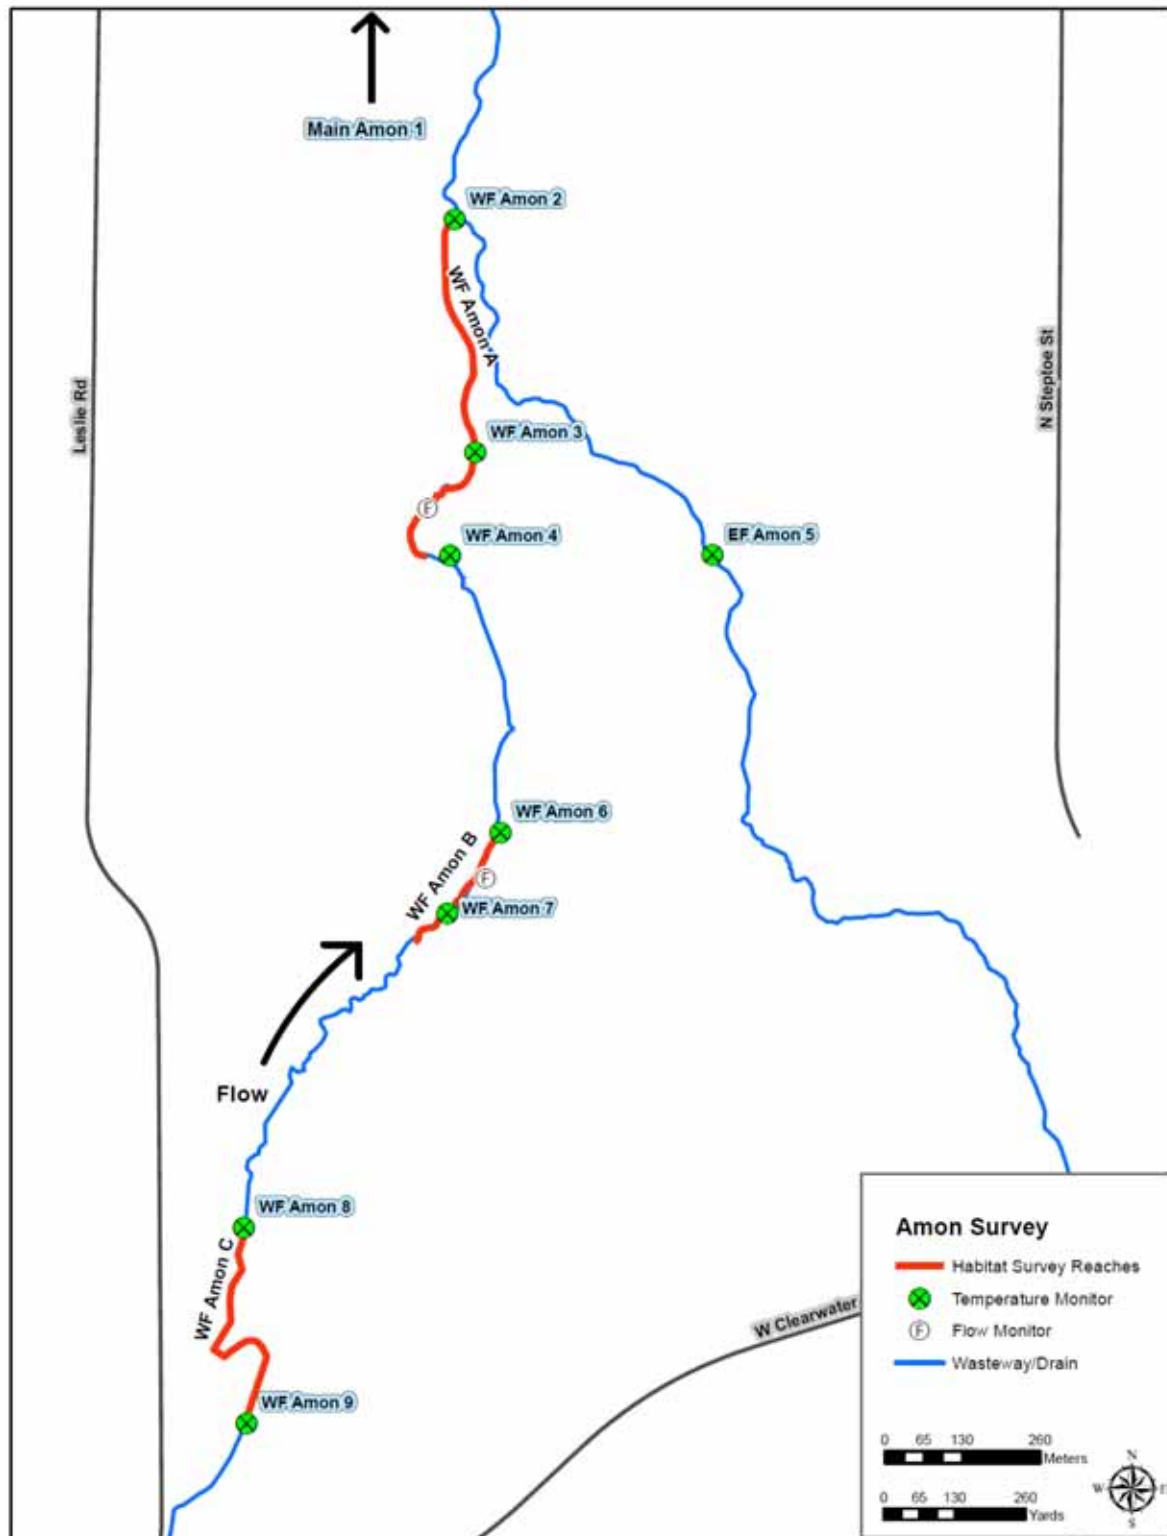 Main Amon 1
WF Amon 2
WF Amon A
N Steptoe St
Leslie Rd
WF Amon 3
F
WF Amon 4
EF Amon 5
WF Amon 6
WF Amon B
F
WF Amon 7
Flow
WF Amon 8
WF Amon C
WF Amon 9
W Clearwater
Amon Survey
Habitat Survey Reaches
Temperature Monitor
F Flow Monitor
Wasteway/Drain
0 65 130 260
Meters
0 65 130 260
Yards
N
W E
S